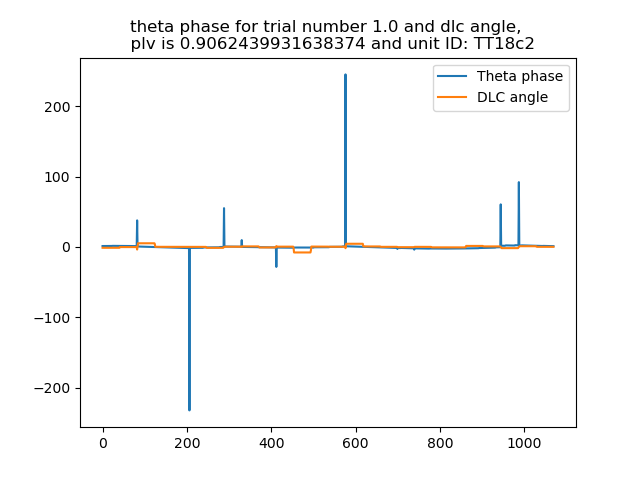 theta phase for trial number 1.0 and dlc angle,
plv is 0.9062439931638374 and unit ID: TT18c2
Theta phase
DLC angle
200
100
0
−100
−200
0 200 400 600 800 1000